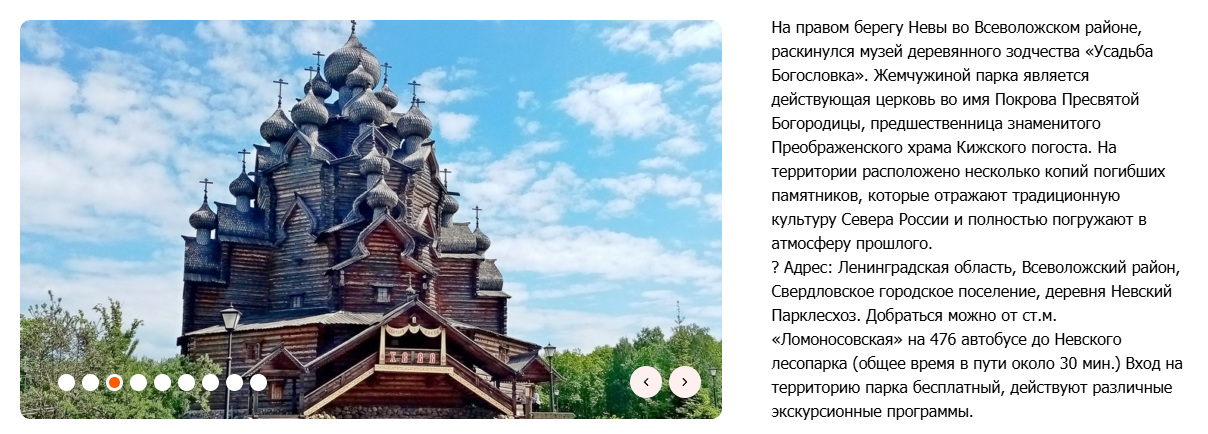 На правом берегу Невы во Всеволожском районе,
раскинулся музей деревянного зодчества «Усадьба
Богословка». Жемчужиной парка является
действующая церковь во имя Покрова Пресвятой
Богородицы, предшественница знаменитого
Преображенского храма Кижского погоста. На
территории расположено несколько копий погибших
памятников, которые отражают традиционную
культуру Севера России и полностью погружают в
атмосферу прошлого.
? Адрес: Ленинградская область, Всеволожский район,
Свердловское городское поселение, деревня Невский
Парклесхоз. Добраться можно от ст.м.
«Ломоносовская» на 476 автобусе до Невского
лесопарка (общее время в пути около 30 мин.) Вход на
территорию парка бесплатный, действуют различные
экскурсионные программы.